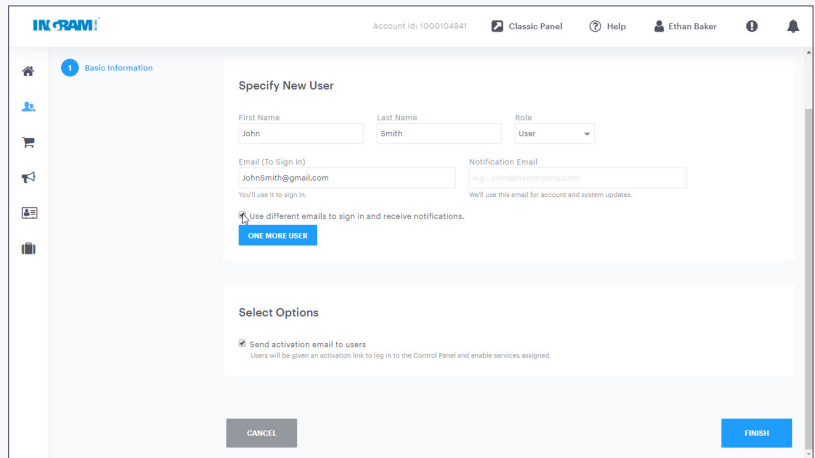 INGRAM
Account Id: 1000104941
Classic Panel
Help
Ethan Baker
1 Basic Information
Specify New User
First Name Last Name Role
John Smith User
Email (To Sign In) Notification Email
JohnSmith@gmail.com e.g., john@mycompany.com
You'll use it to sign in. We'll use this email for account and system updates.
Use different emails to sign in and receive notifications.
ONE MORE USER
Select Options
Send activation email to users
Users will be given an activation link to log in to the Control Panel and enable services assigned.
CANCEL FINISH